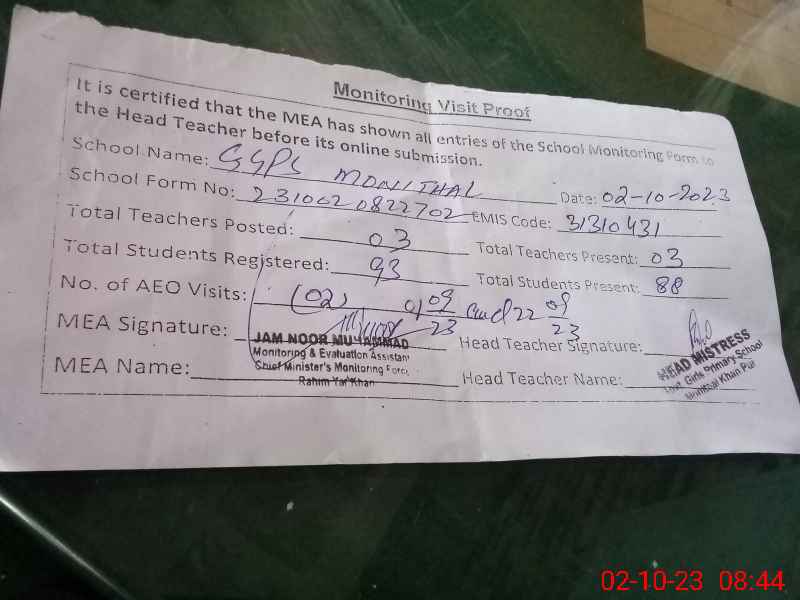 Monitoring Visit Proof
It is certified that the MEA has shown all entries of the School Monitoring Form to
the Head Teacher before its online submission.
School Name: GGPS MONITHAL Date: 02-10-2023
School Form No: 2310020822702 EMIS Code: 31310431
Total Teachers Posted: 03 Total Teachers Present: 03
Total Students Registered: 93 Total Students Present: 88
No. of AEO Visits: (02) 09/23 and 22 09/23
MEA Signature: Head Teacher Signature:
JAM NOOR MUHAMMAD
Monitoring & Evaluation Assistant
Chief Minister's Monitoring Force
Rahim Yar Khan
HEAD MISTRESS
Govt. Girls Primary School
MEA Name: Head Teacher Name:
02-10-23 08:44